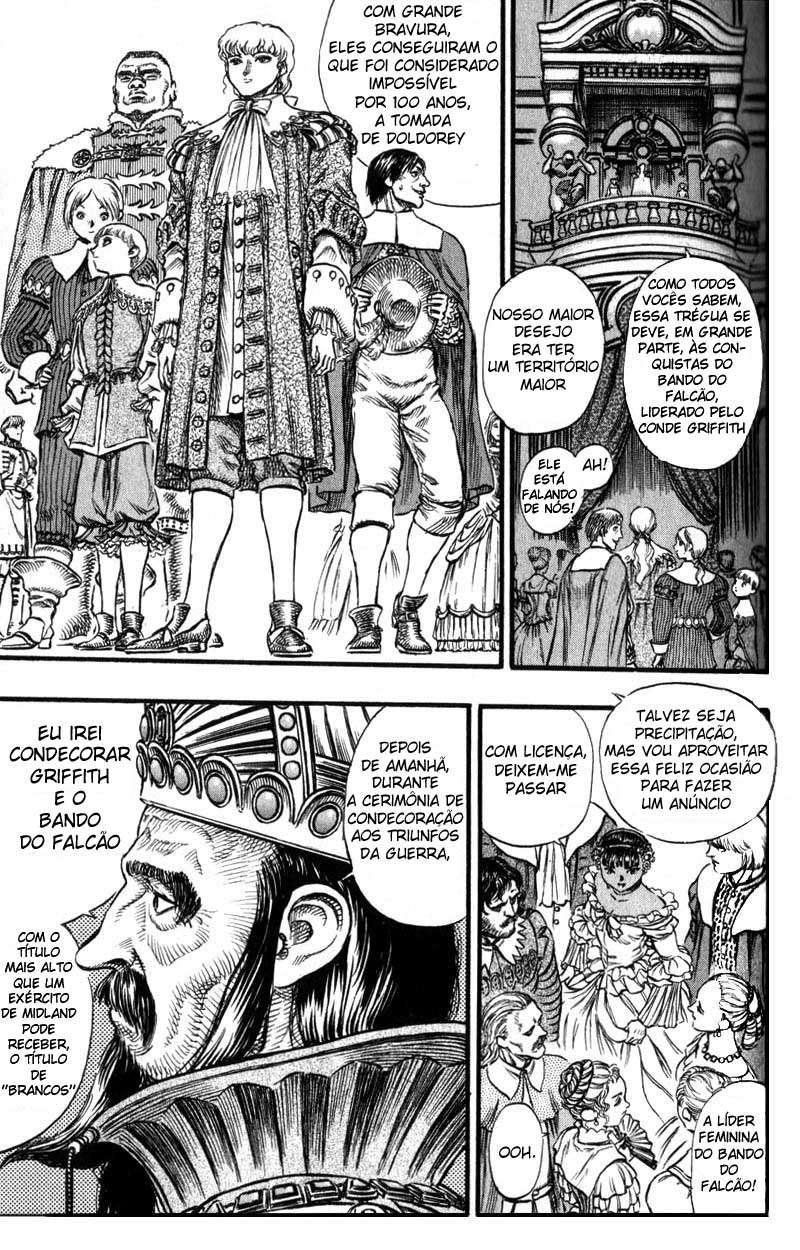 COMO TODOS
VOCÊS SABEM,
ESSA TRÉGUA SE
DEVE, EM GRANDE
PARTE, ÀS CON-
QUISTAS DO
BANDO DO
FALCÃO,
LIDERADO PELO
CONDE GRIFFITH
NOSSO MAIOR
DESEJO
ERA TER
UM TERRITÓRIO
MAIOR
AH!
ELE
ESTÁ
FALANDO
DE NÓS!
COM GRANDE
BRAVURA,
ELES CONSEGUIRAM O
QUE FOI CONSIDERADO
IMPOSSÍVEL
POR 100 ANOS,
A TOMADA
DE DOLDOREY
TALVEZ SEJA
PRECIPITAÇÃO,
MAS VOU APROVEITAR
ESSA FELIZ OCASIÃO
PARA FAZER
UM ANÚNCIO
COM LICENÇA,
DEIXEM-ME
PASSAR
A LÍDER
FEMININA
DO BANDO
DO
FALCÃO!
OOH.
DEPOIS
DE AMANHÃ,
DURANTE
A CERIMÔNIA DE
CONDECORAÇÃO
AOS TRIUNFOS
DA GUERRA,
EU IREI
CONDECORAR
GRIFFITH
E O
BANDO
DO FALCÃO
COM O
TÍTULO
MAIS ALTO
QUE UM
EXÉRCITO
DE MIDLAND
PODE
RECEBER,
O TÍTULO
DE
"BRANCOS"